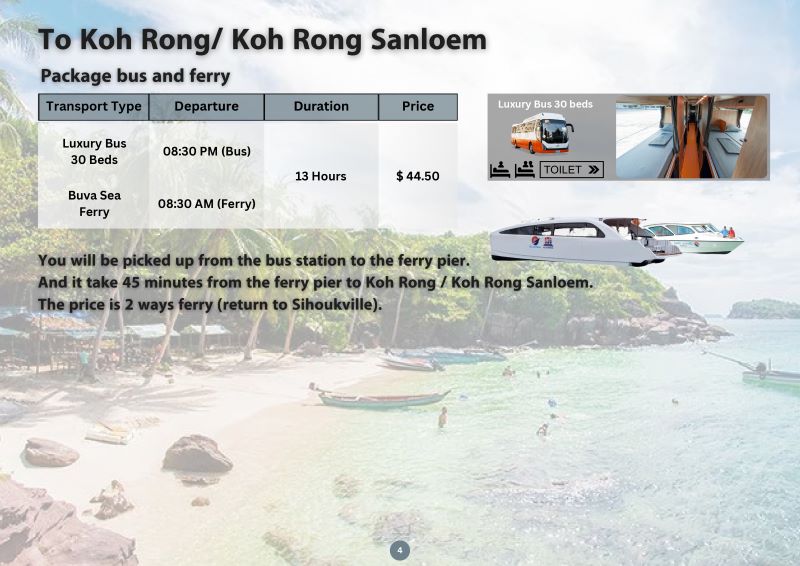 To Koh Rong/ Koh Rong Sanloem
Package bus and ferry
Transport Type Departure Duration Price
Luxury Bus
30 Beds
08:30 PM (Bus)
13 Hours
$ 44.50
Buva Sea
Ferry
08:30 AM (Ferry)
Luxury Bus 30 beds
TOILET
You will be picked up from the bus station to the ferry pier.
And it take 45 minutes from the ferry pier to Koh Rong / Koh Rong Sanloem.
The price is 2 ways ferry (return to Sihoukville).
4